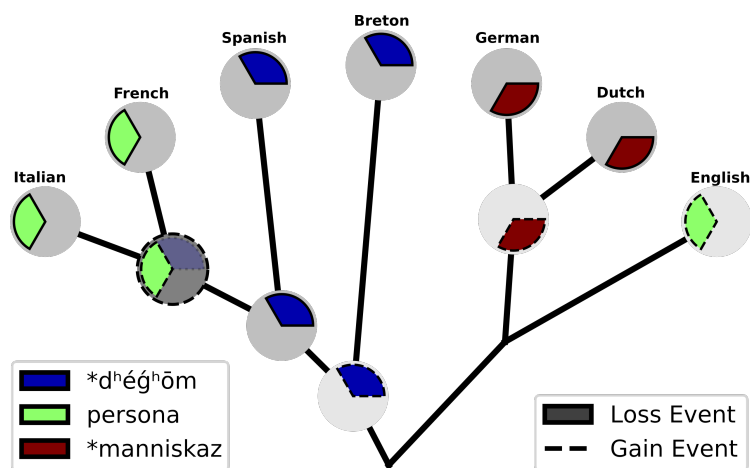 Breton
Spanish
German
French
Dutch
Italian
English
*dʰéǵʰōm
persona
*manniskaz
Loss Event
Gain Event